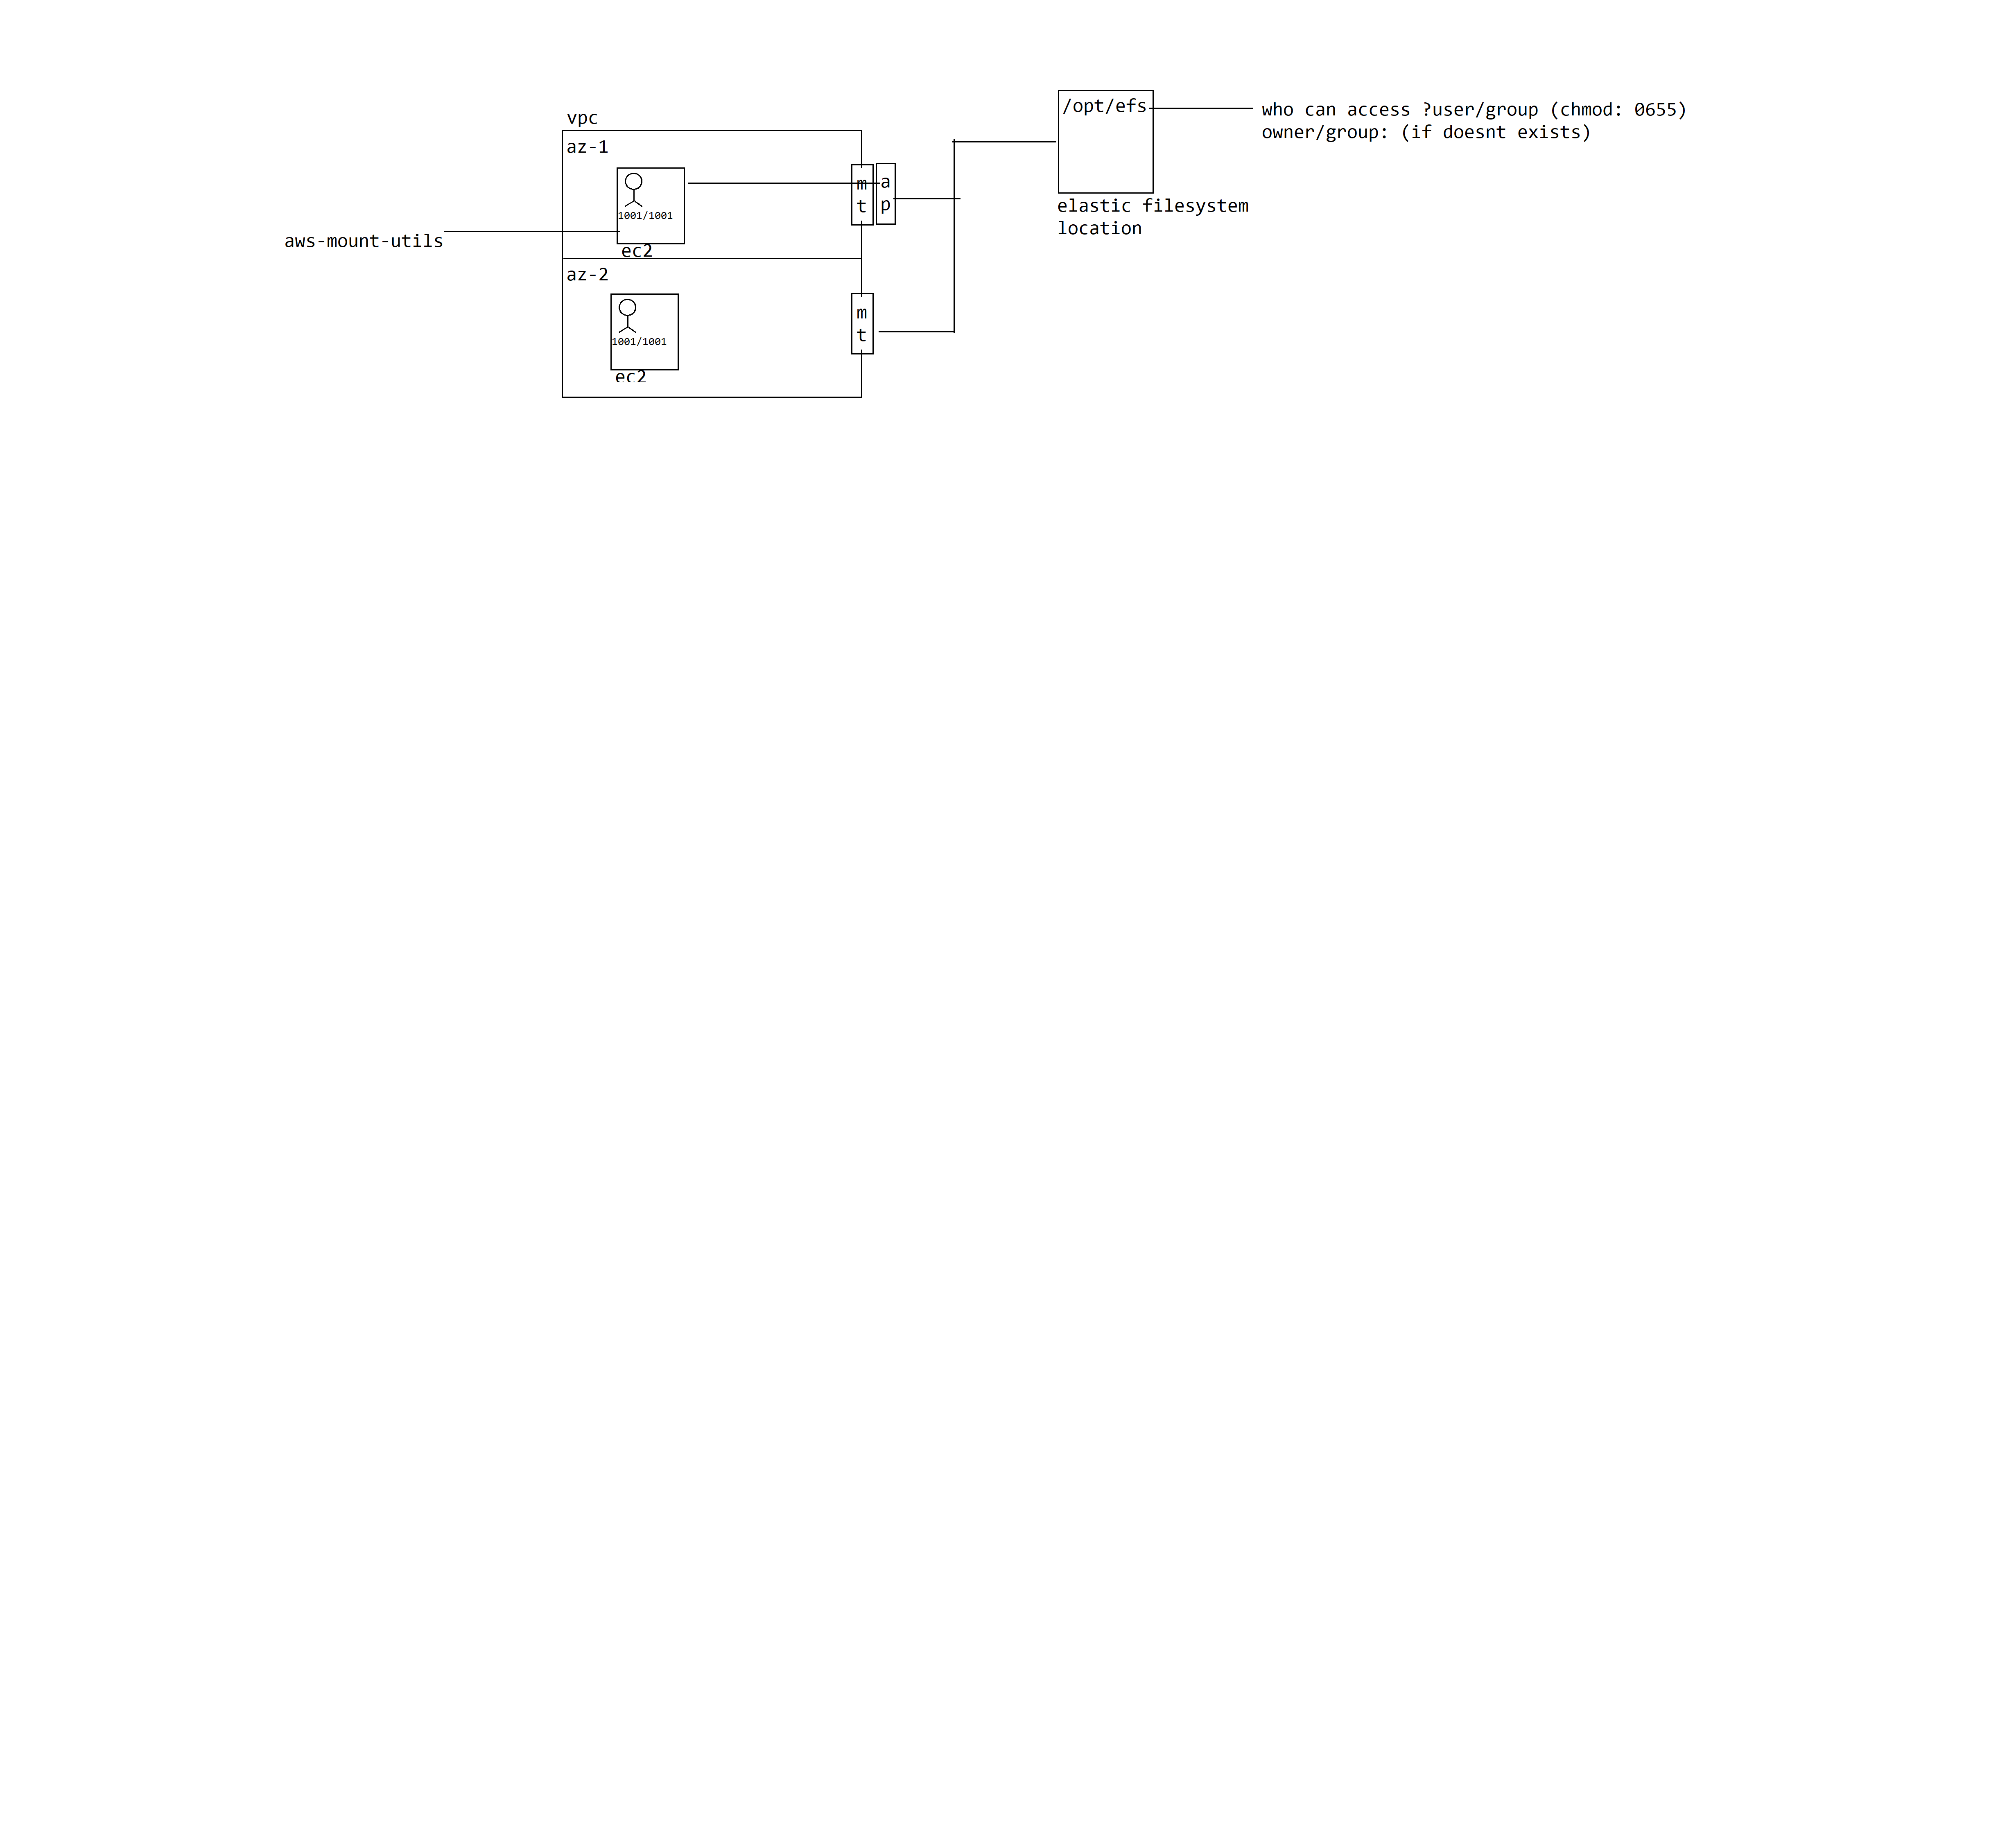 vpc
az-1
1001/1001
ec2
aws-mount-utils
az-2
1001/1001
ec2
m
t
a
p
m
t
/opt/efs
elastic filesystem
location
who can access ?user/group (chmod: 0655)
owner/group: (if doesnt exists)